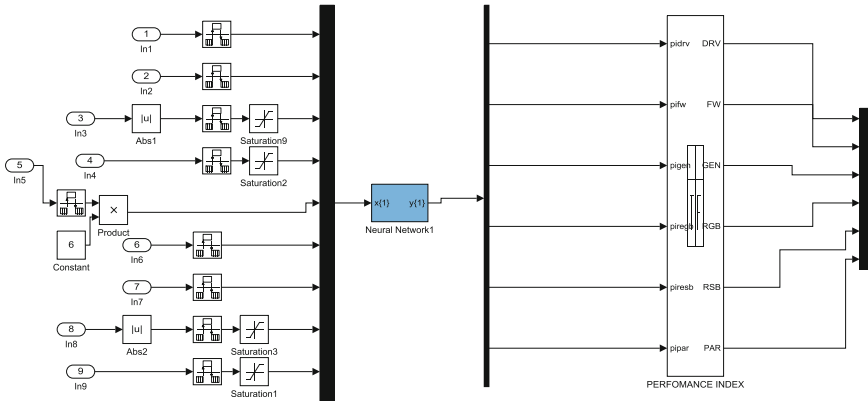 1
In1
2
In2
3
In3
|u|
Abs1
Saturation9
4
In4
Saturation2
5
In5
×
Product
6
Constant
6
In6
7
In7
8
In8
|u|
Abs2
Saturation3
9
In9
Saturation1
x{1} y{1}
Neural Network1
pidrv DRV
pifw FW
pigen GEN
piregb RGB
piresb RSB
pipar PAR
PERFOMANCE INDEX